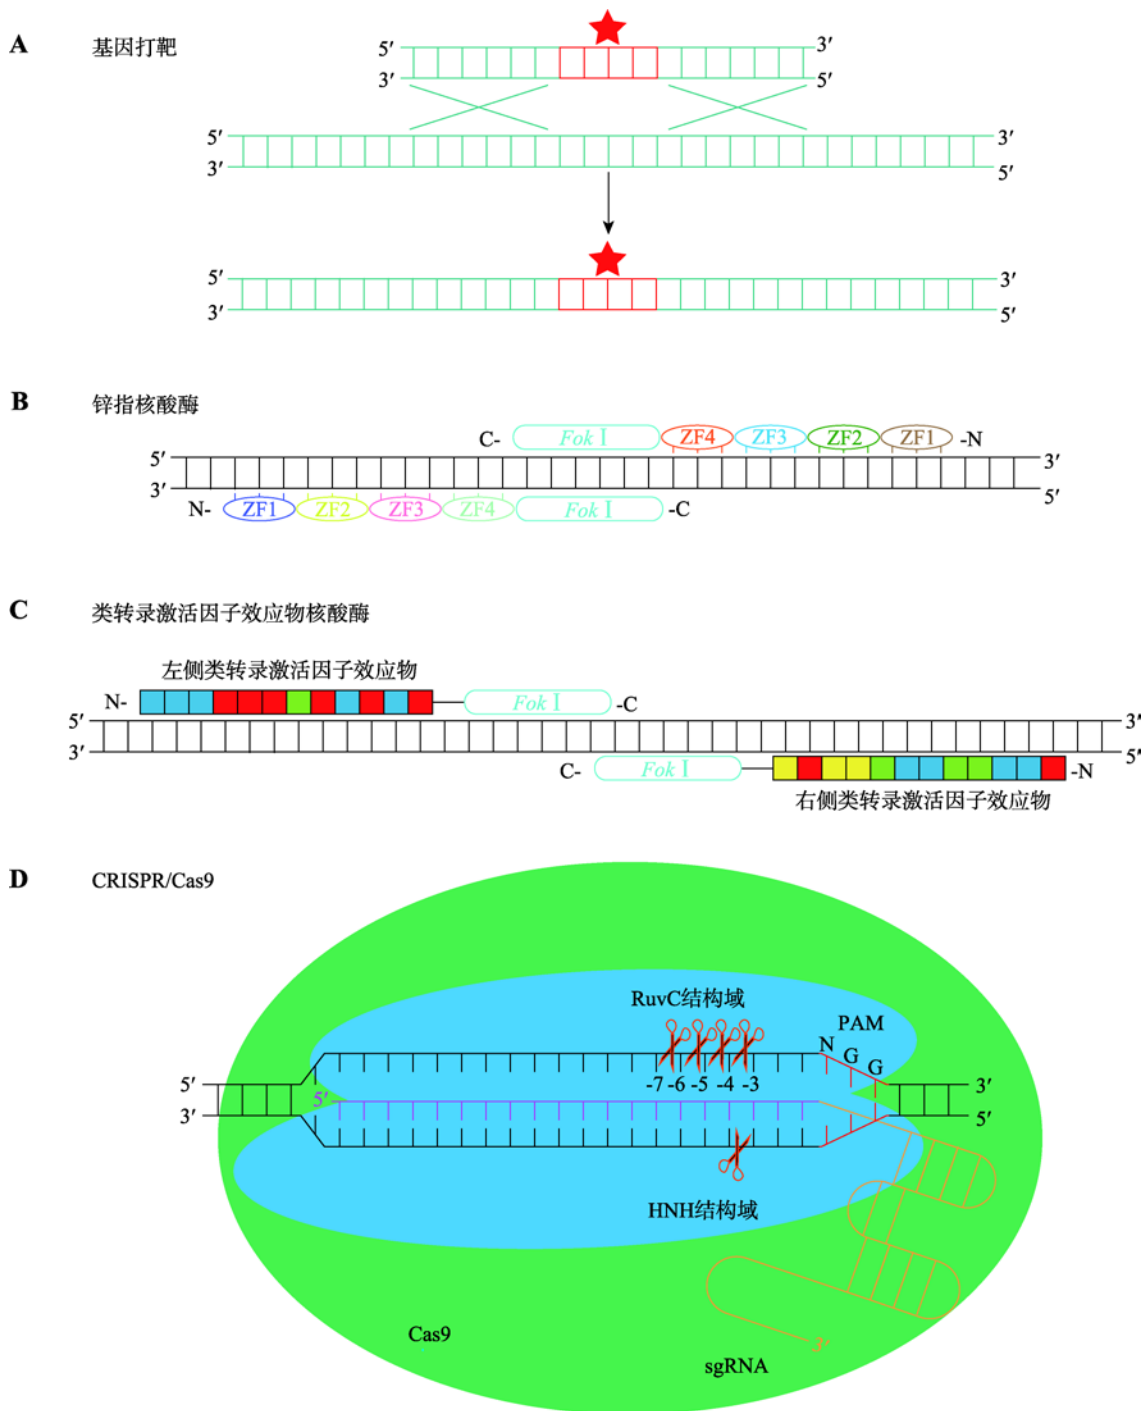 A 基因打靶
5′ 3′
3′ 5′
5′ 3′
3′ 5′
5′ 3′
3′ 5′
B 锌指核酸酶
C- Fok Ⅰ ZF4 ZF3 ZF2 ZF1 -N
5′ 3′
3′ 5′
N- ZF1 ZF2 ZF3 ZF4 Fok Ⅰ -C
C 类转录激活因子效应物核酸酶
左侧类转录激活因子效应物
N- Fok Ⅰ -C
5′ 3′
3′ 5′
C- Fok Ⅰ -N
右侧类转录激活因子效应物
D CRISPR/Cas9
RuvC结构域
PAM
N G G
-7 -6 -5 -4 -3
5′ 3′
5′
3′ 5′
HNH结构域
Cas9
3′
sgRNA